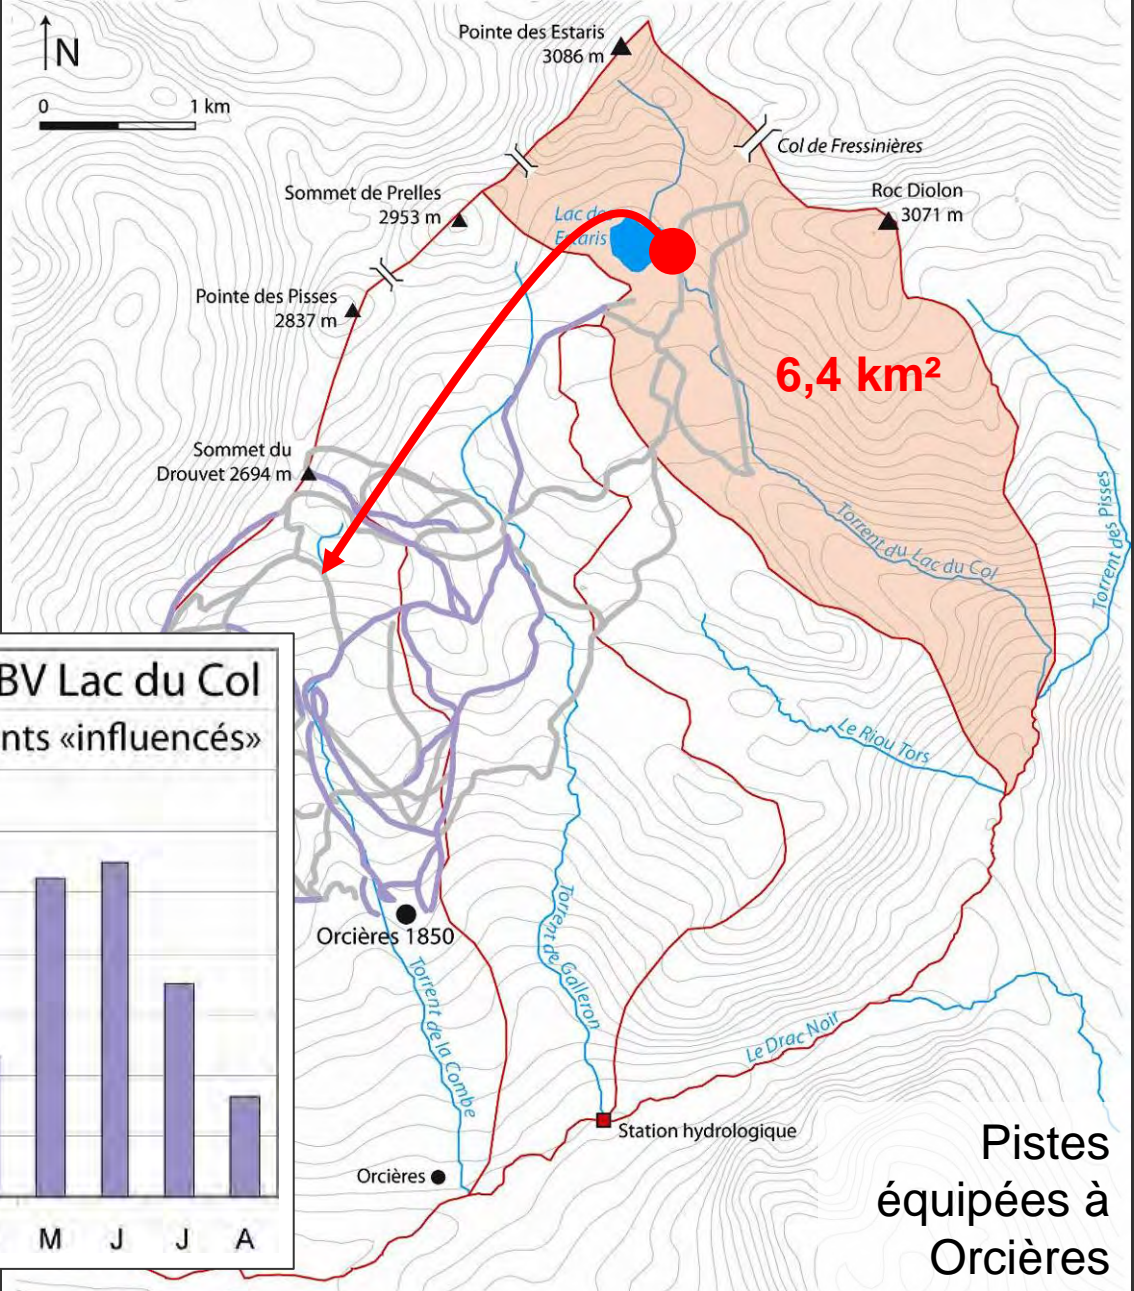 Pointe des Estaris
3086 m
N
0 1 km
Col de Fressinières
Sommet de Prelles
2953 m
Roc Diolon
3071 m
Lac de
Estaris
Pointe des Pisses
2837 m
6,4 km²
Sommet du
Drouvet 2694 m
Torrent des Pisses
Torrent du Lac du Col
BV Lac du Col
nts «influencés»
Le Riou Tors
Orcières 1850
Torrent de Galleron
Torrent de la Combe
Le Drac Noir
Station hydrologique
Orcières
M J J A
Pistes
équipées à
Orcières